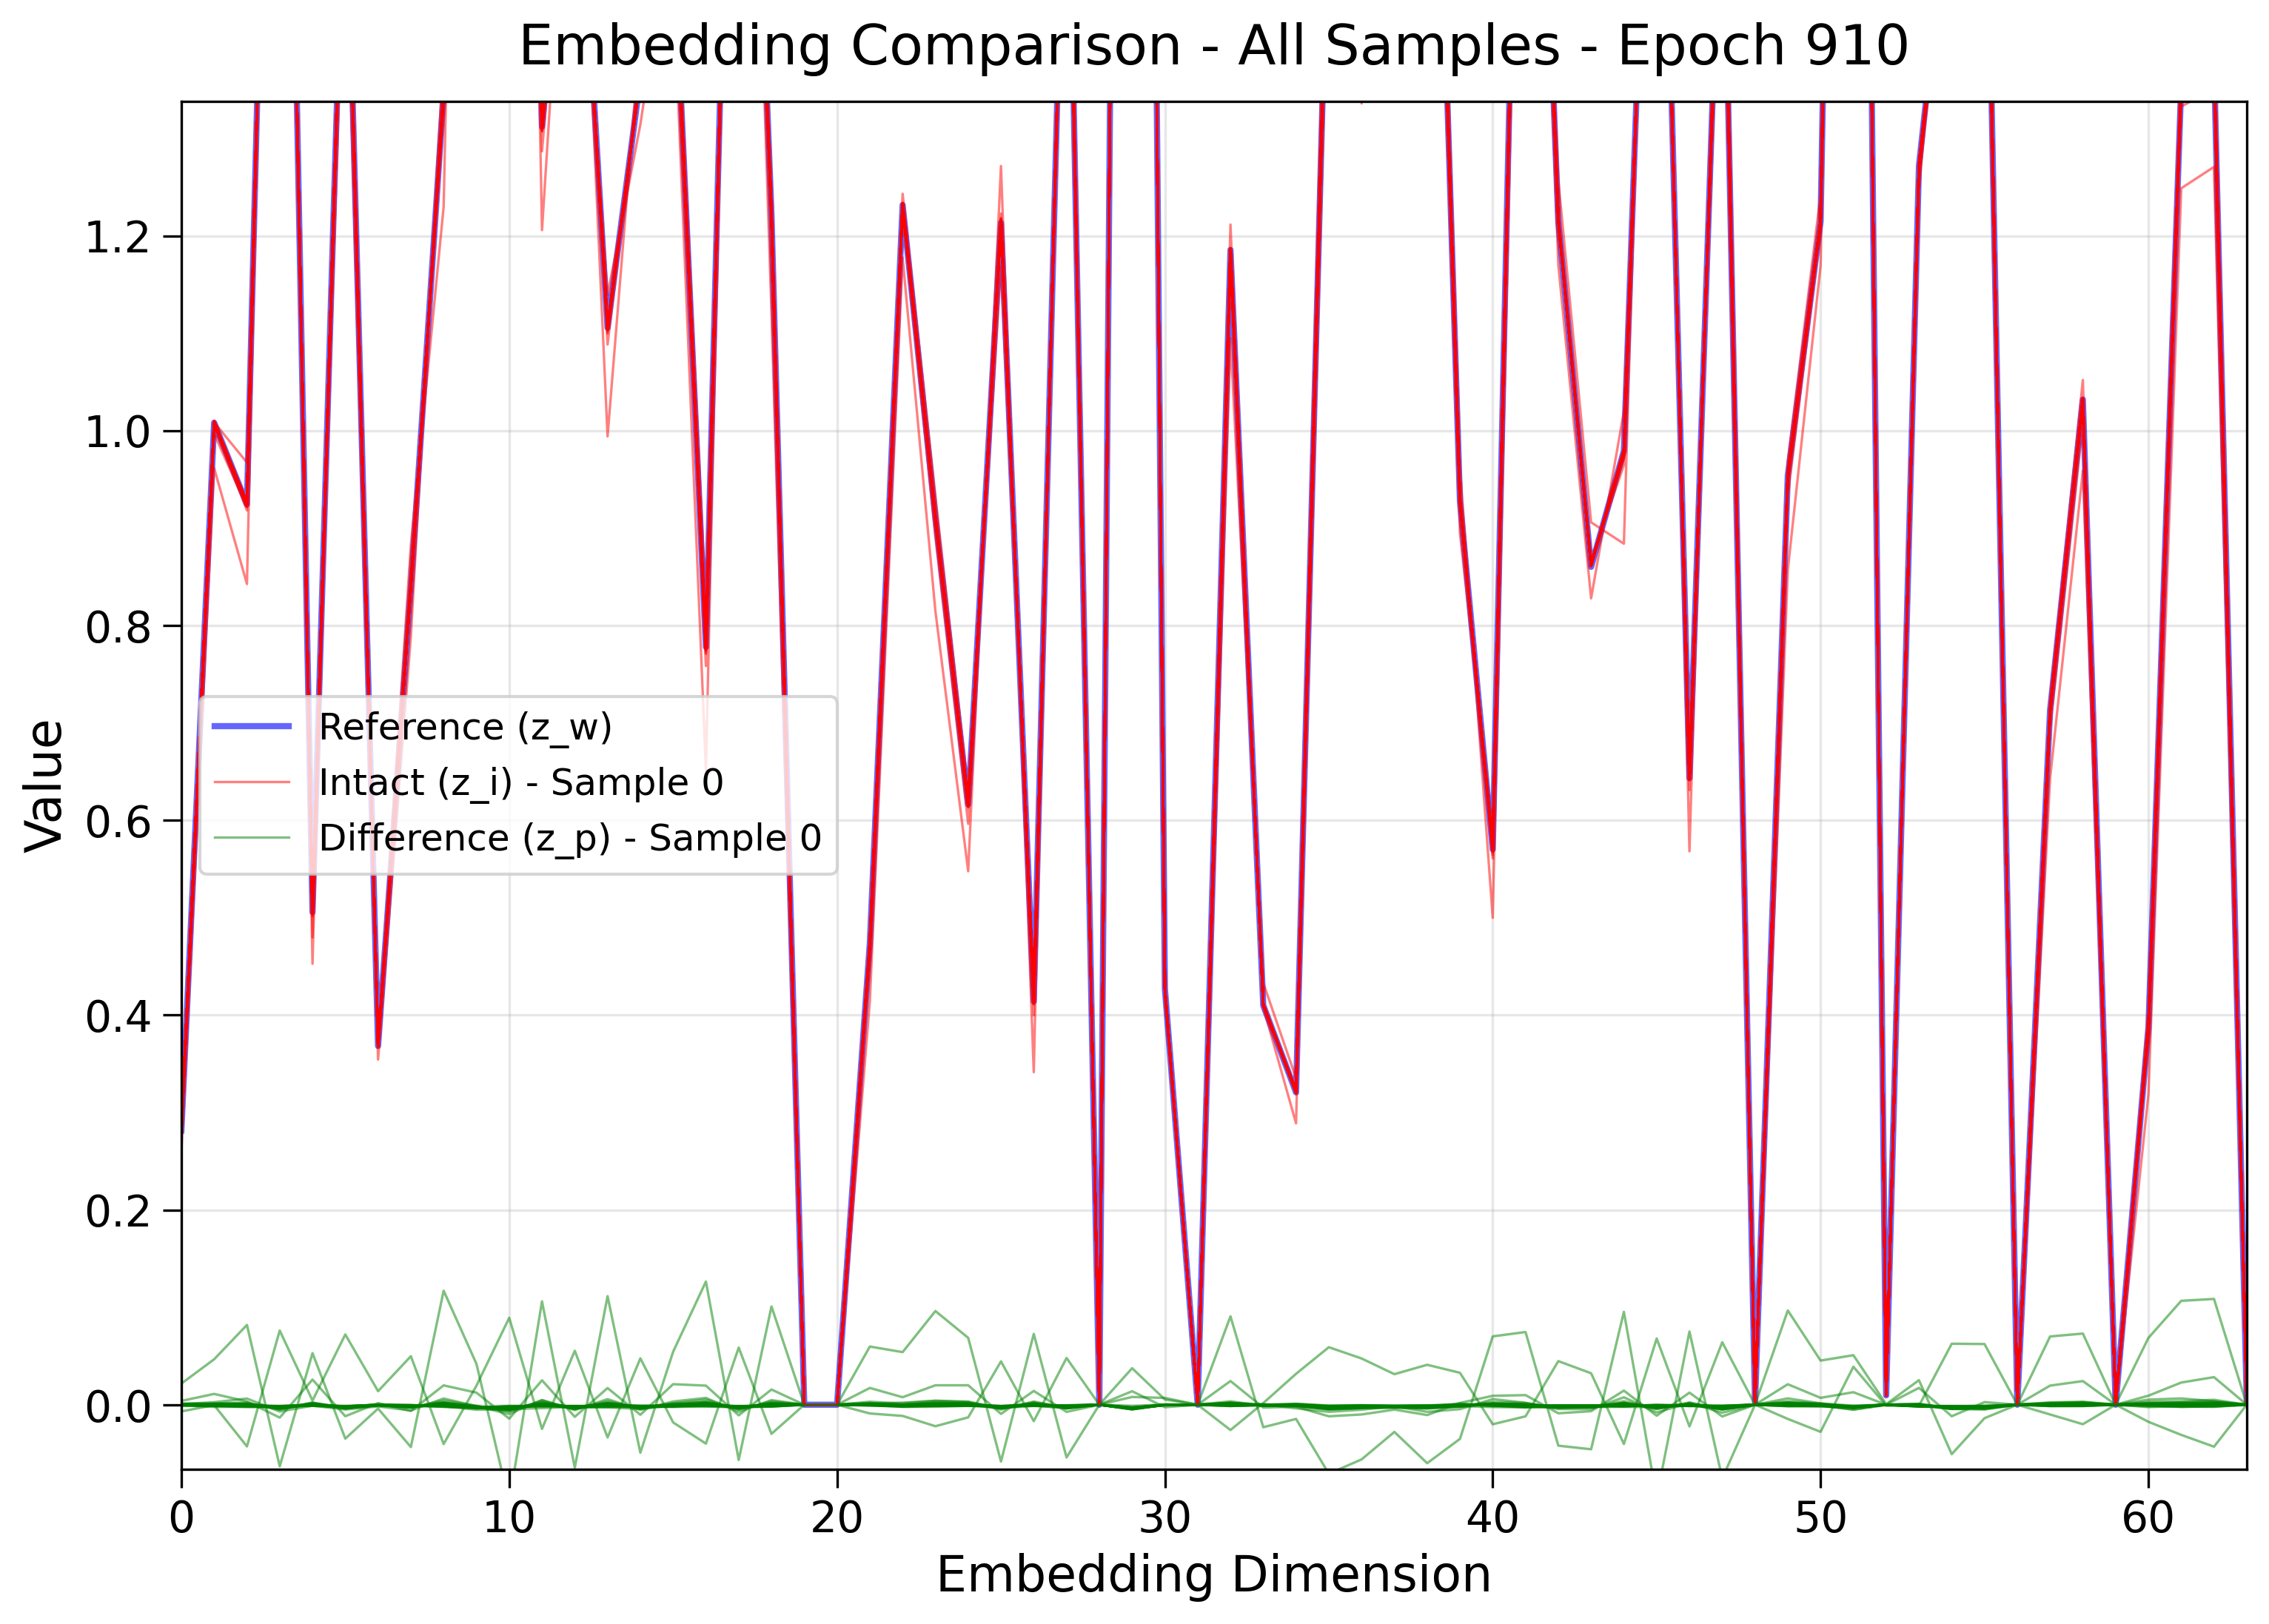 Embedding Comparison - All Samples - Epoch 910
Value
1.2
1.0
0.8
0.6
0.4
0.2
0.0
Reference (z_w)
Intact (z_i) - Sample 0
Difference (z_p) - Sample 0
0 10 20 30 40 50 60
Embedding Dimension